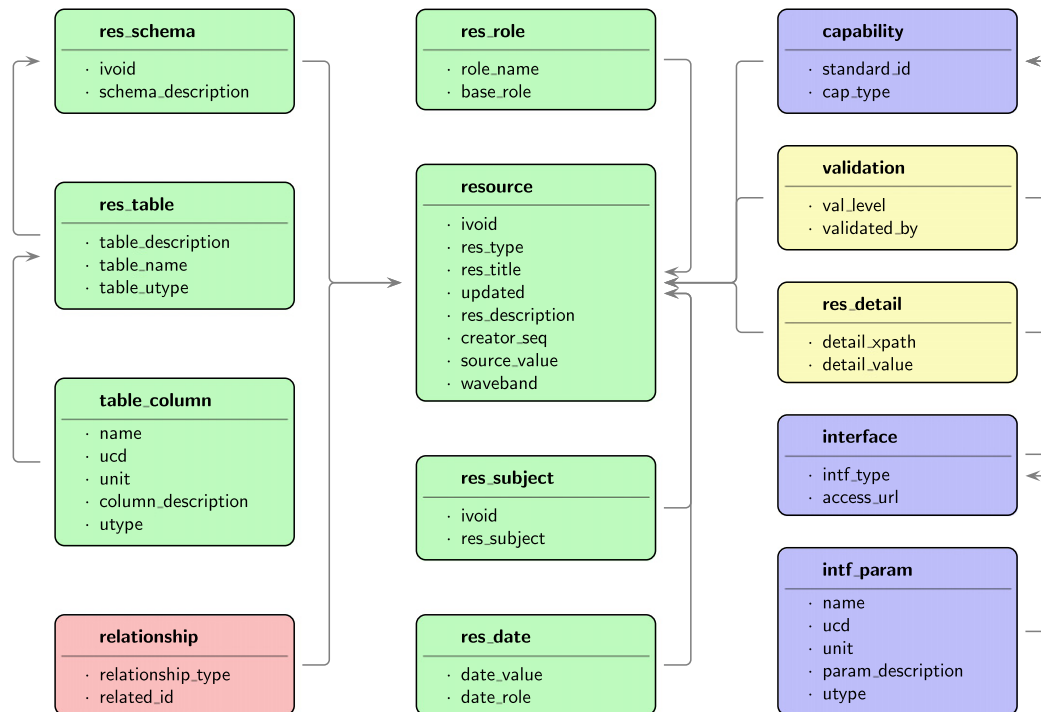 res_schema
· ivoid
· schema_description
res_table
· table_description
· table_name
· table_utype
table_column
· name
· ucd
· unit
· column_description
· utype
relationship
· relationship_type
· related_id
res_role
· role_name
· base_role
resource
· ivoid
· res_type
· res_title
· updated
· res_description
· creator_seq
· source_value
· waveband
res_subject
· ivoid
· res_subject
res_date
· date_value
· date_role
capability
· standard_id
· cap_type
validation
· val_level
· validated_by
res_detail
· detail_xpath
· detail_value
interface
· intf_type
· access_url
intf_param
· name
· ucd
· unit
· param_description
· utype